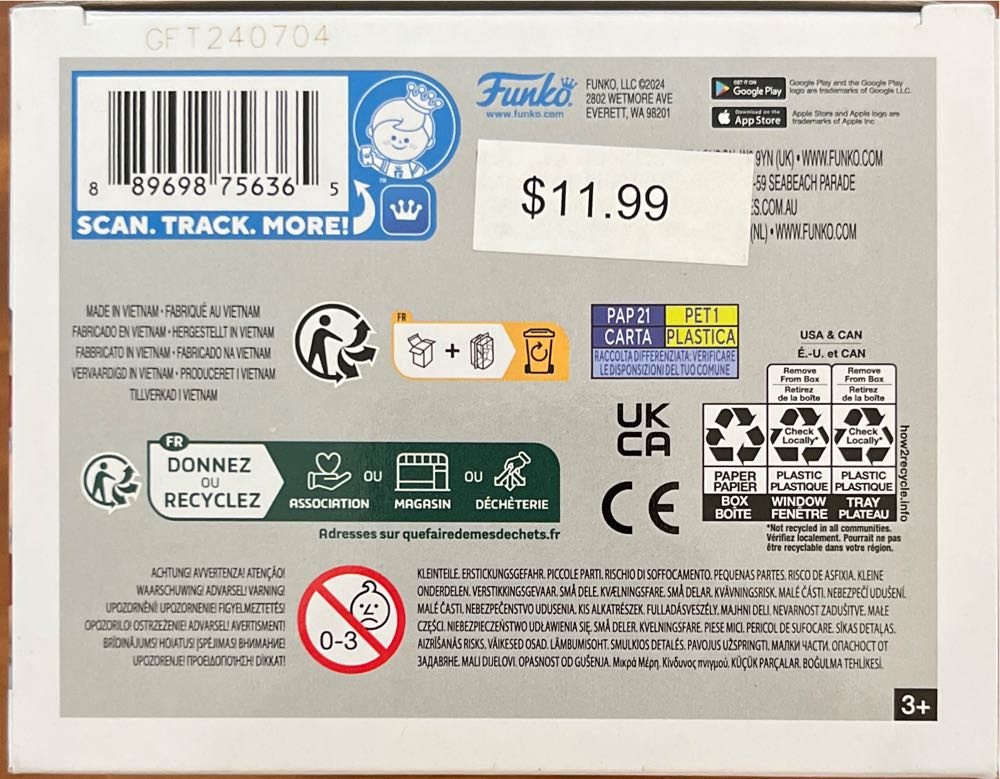 GFT240704
8 89698 75636 5
SCAN. TRACK. MORE!
TM
Funko
www.funko.com
FUNKO, LLC ©2024
2802 WETMORE AVE
EVERETT, WA 98201
GET IT ON
Google Play
Google Play and the Google Play
logo are trademarks of Google LLC.
Download on the
App Store
Apple Store and Apple logo are
trademarks of Apple Inc
9YN (UK) • WWW.FUNKO.COM
-59 SEABEACH PARADE
S.COM.AU
(NL) • WWW.FUNKO.COM
$11.99
MADE IN VIETNAM • FABRIQUÉ AU VIETNAM
FABRICADO EN VIETNAM • HERGESTELLT IN VIETNAM
FABBRICATO IN VIETNAM • FABRICADO NA VIETNAM
VERVAARDIGD IN VIETNAM • PRODUCERET I VIETNAM
TILLVERKAD I VIETNAM
FR
+
PAP 21 PET 1
CARTA PLASTICA
RACCOLTA DIFFERENZIATA: VERIFICARE
LE DISPOSIZIONI DEL TUO COMUNE
USA & CAN
É.-U. et CAN
Remove
From Box
Retirez
de la boîte
Remove
From Box
Retirez
de la boîte
Check
Locally*
Check
Locally*
PAPER
PAPIER
BOX
BOÎTE
PLASTIC
PLASTIQUE
WINDOW
FENÊTRE
PLASTIC
PLASTIQUE
TRAY
PLATEAU
how2recycle.info
*Not recycled in all communities.
Vérifiez localement. Pourrait ne pas
être recyclable dans votre région.
UK
CA
CE
FR
DONNEZ
OU
RECYCLEZ
ASSOCIATION
OU
MAGASIN
OU
DÉCHÈTERIE
Adresses sur quefairedemesdechets.fr
ACHTUNG! AVVERTENZA! ATENÇÃO!
WAARSCHUWING! ADVARSEL! VARNING!
UPOZORNĚNÍ! UPOZORNENIE! FIGYELMEZTETÉS!
OPOZORILO! OSTRZEŻENIE! ADVARSEL! AVERTISMENT!
BRĪDINĀJUMS! HOIATUS! ĮSPĖJIMAS! ВНИМАНИЕ!
UPOZORENJE! ΠΡΟΕΙΔΟΠΟΙΗΣΗ! DİKKAT!
0-3
KLEINTEILE. ERSTICKUNGSGEFAHR. PICCOLE PARTI. RISCHIO DI SOFFOCAMENTO. PEQUENAS PARTES. RISCO DE ASFIXIA. KLEINE
ONDERDELEN. VERSTIKKINGSGEVAAR. SMÅ DELE. KVÆLNINGSFARE. SMÅ DELAR. KVÄVNINGSRISK. MALÉ ČÁSTI. NEBEZPEČÍ UDUŠENÍ.
MALÉ ČASTI. NEBEZPEČENSTVO UDUSENIA. KIS ALKATRÉSZEK. FULLADÁSVESZÉLY. MAJHNI DELI. NEVARNOST ZADUŠITVE. MAŁE
CZĘŚCI. NIEBEZPIECZEŃSTWO UDŁAWIENIA SIĘ. SMÅ DELER. KVELNINGSFARE. PIESE MICI. PERICOL DE SUFOCARE. SĪKAS DETAĻAS.
AIZRĪŠANĀS RISKS. VÄIKESED OSAD. LÄMBUMISOHT. SMULKIOS DETALĖS. PAVOJUS UŽSPRINGTI. МАЛКИ ЧАСТИ. ОПАСНОСТ ОТ
ЗАДАВЯНЕ. MALI DIJELOVI. OPASNOST OD GUŠENJA. Μικρά Μέρη. Κίνδυνος πνιγμού. KÜÇÜK PARÇALAR. BOĞULMA TEHLİKESİ.
3+